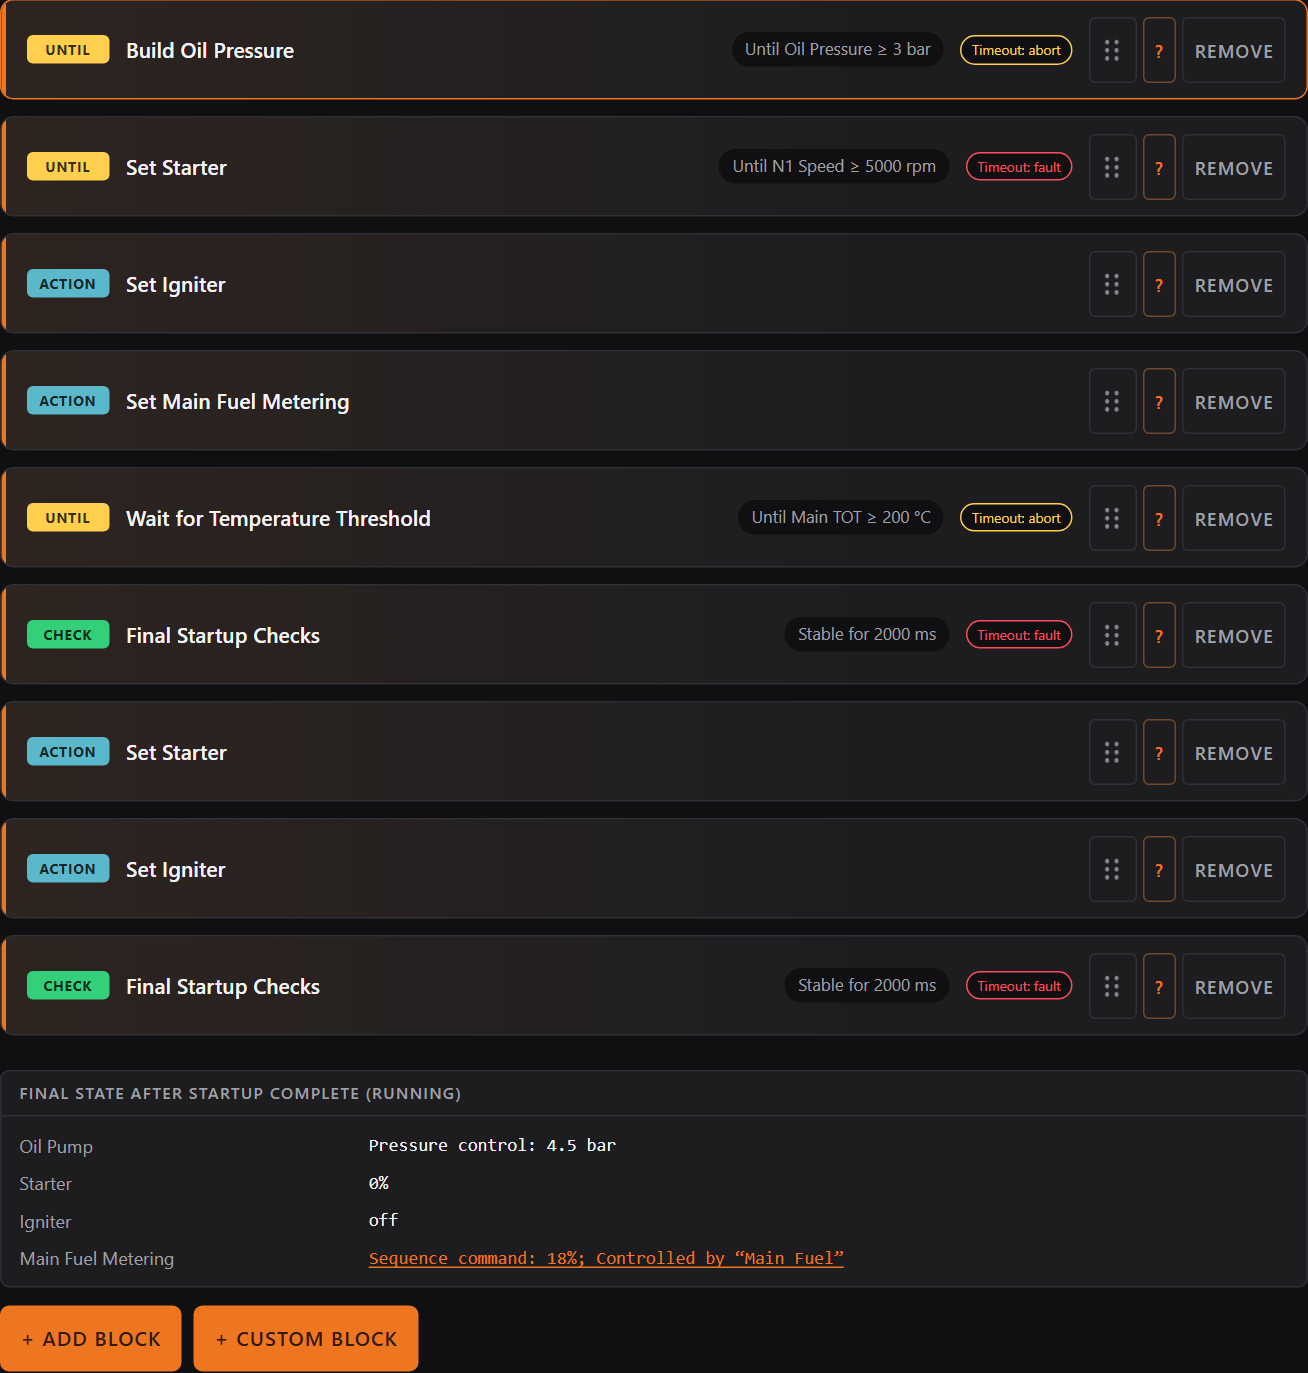 UNTIL Build Oil Pressure Until Oil Pressure ≥ 3 bar Timeout: abort ? REMOVE
UNTIL Set Starter Until N1 Speed ≥ 5000 rpm Timeout: fault ? REMOVE
ACTION Set Igniter ? REMOVE
ACTION Set Main Fuel Metering ? REMOVE
UNTIL Wait for Temperature Threshold Until Main TOT ≥ 200 °C Timeout: abort ? REMOVE
CHECK Final Startup Checks Stable for 2000 ms Timeout: fault ? REMOVE
ACTION Set Starter ? REMOVE
ACTION Set Igniter ? REMOVE
CHECK Final Startup Checks Stable for 2000 ms Timeout: fault ? REMOVE
FINAL STATE AFTER STARTUP COMPLETE (RUNNING)
Oil Pump Pressure control: 4.5 bar
Starter 0%
Igniter off
Main Fuel Metering Sequence command: 18%; Controlled by “Main Fuel”
+ ADD BLOCK + CUSTOM BLOCK